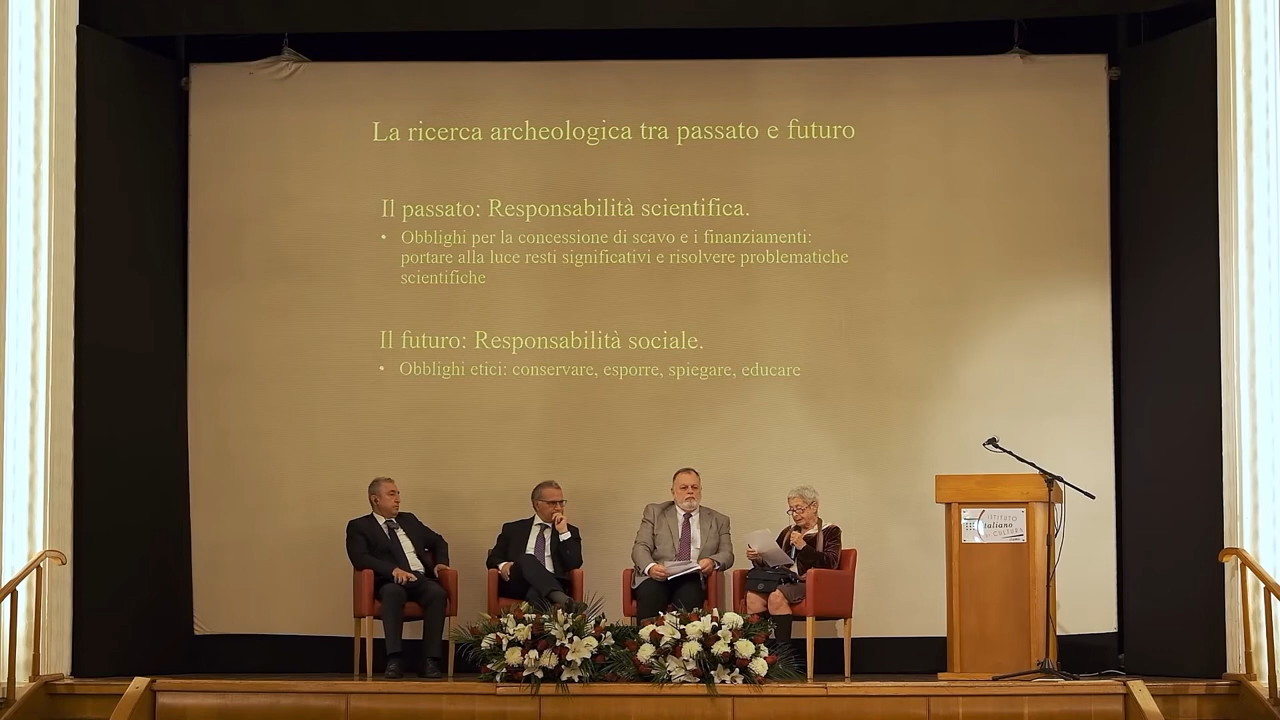 La ricerca archeologica tra passato e futuro
Il passato: Responsabilità scientifica.
• Obblighi per la concessione di scavo e i finanziamenti:
portare alla luce resti significativi e risolvere problematiche
scientifiche
Il futuro: Responsabilità sociale.
• Obblighi etici: conservare, esporre, spiegare, educare
ISTITUTO
italiano
DI CULTURA